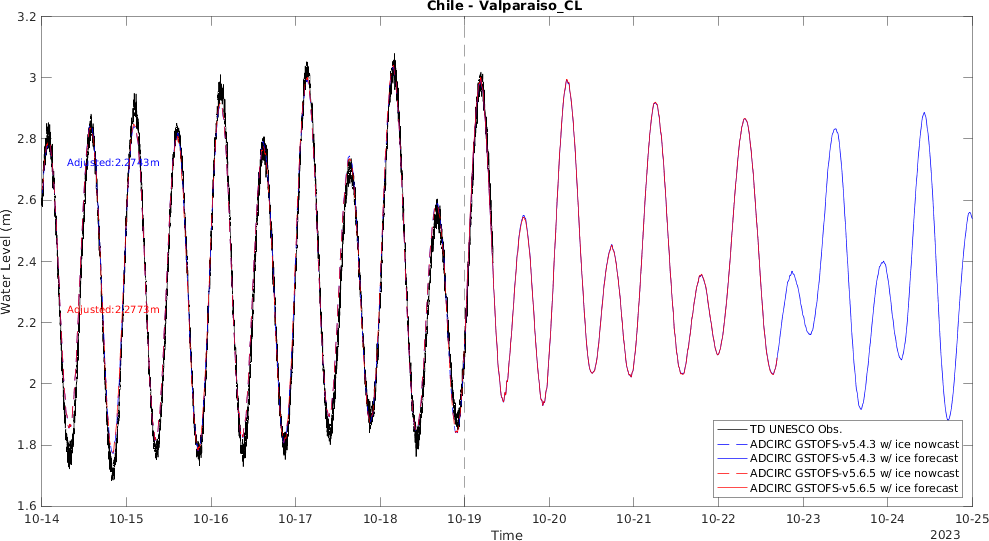 Chile - Valparaiso_CL
3.2
3
2.8
2.6
2.4
2.2
2
1.8
1.6
Water Level (m)
Adjusted:2.2743m
Adjusted:2.2773m
TD UNESCO Obs.
ADCIRC GSTOFS-v5.4.3 w/ ice nowcast
ADCIRC GSTOFS-v5.4.3 w/ ice forecast
ADCIRC GSTOFS-v5.6.5 w/ ice nowcast
ADCIRC GSTOFS-v5.6.5 w/ ice forecast
10-14 10-15 10-16 10-17 10-18 10-19 10-20 10-21 10-22 10-23 10-24 10-25
Time
2023